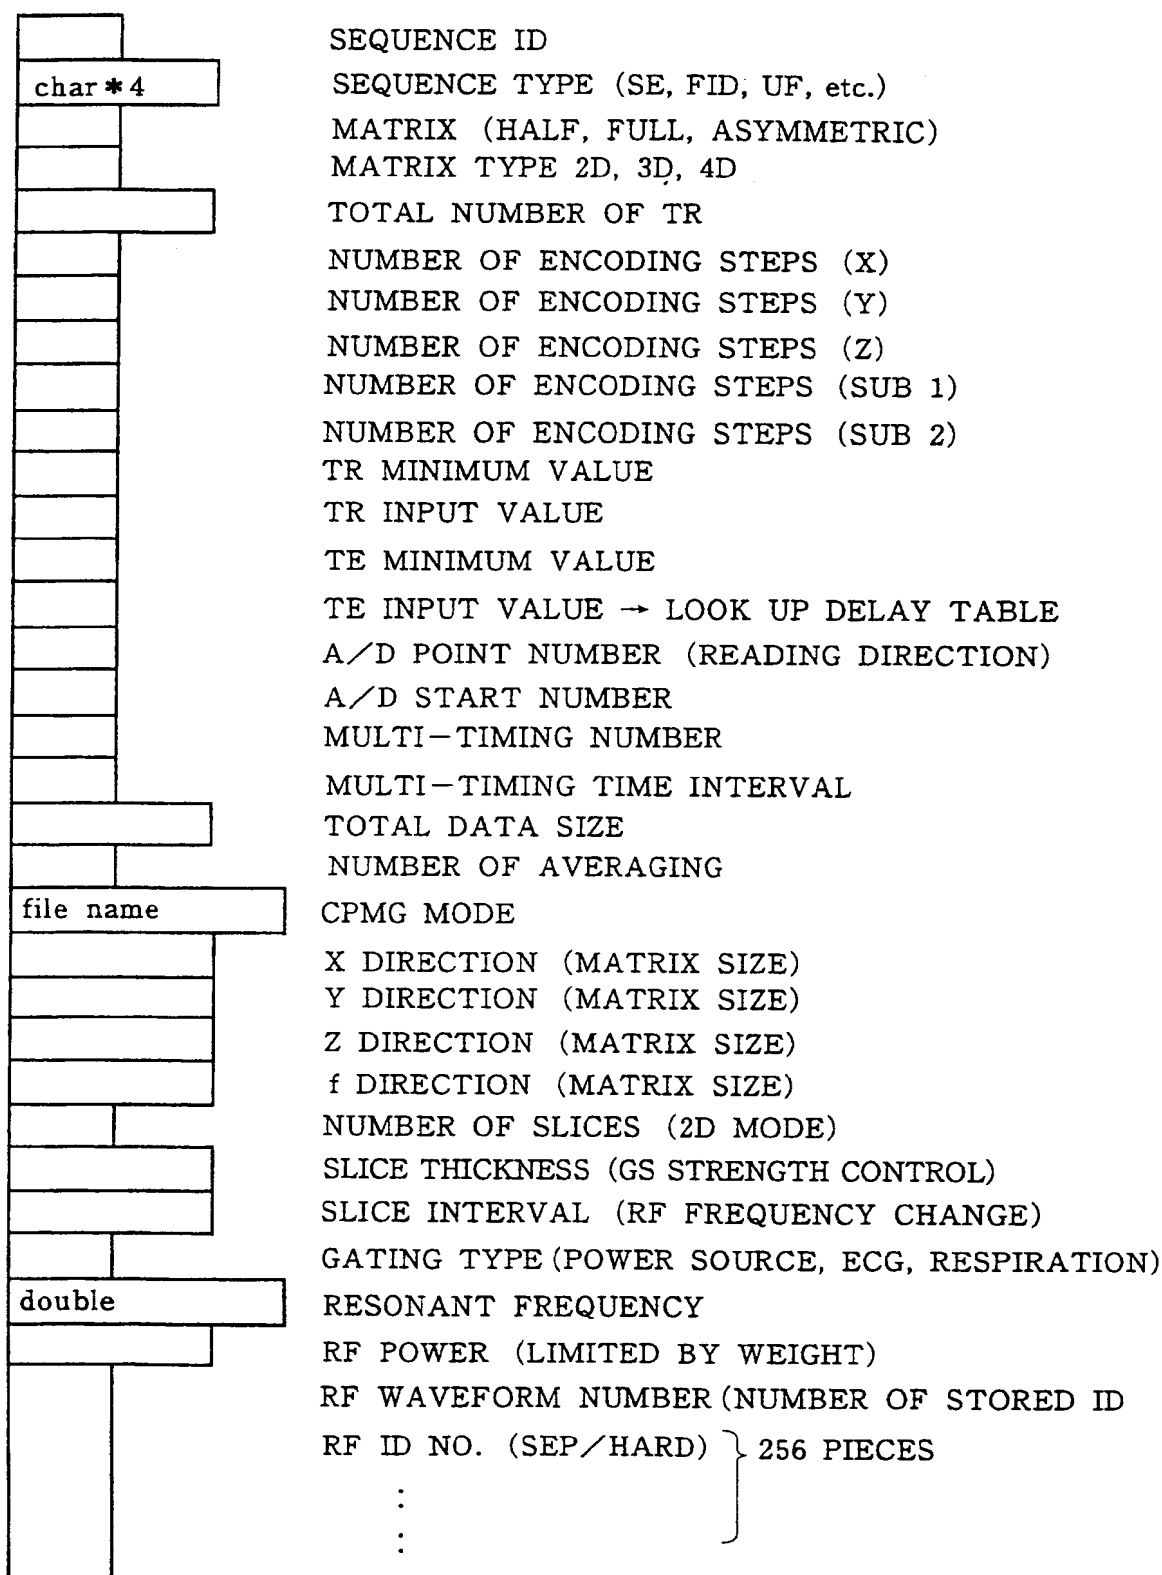 SEQUENCE ID
char*4 SEQUENCE TYPE (SE, FID, UF, etc.)
MATRIX (HALF, FULL, ASYMMETRIC)
MATRIX TYPE 2D, 3D, 4D
TOTAL NUMBER OF TR
NUMBER OF ENCODING STEPS (X)
NUMBER OF ENCODING STEPS (Y)
NUMBER OF ENCODING STEPS (Z)
NUMBER OF ENCODING STEPS (SUB 1)
NUMBER OF ENCODING STEPS (SUB 2)
TR MINIMUM VALUE
TR INPUT VALUE
TE MINIMUM VALUE
TE INPUT VALUE → LOOK UP DELAY TABLE
A/D POINT NUMBER (READING DIRECTION)
A/D START NUMBER
MULTI-TIMING NUMBER
MULTI-TIMING TIME INTERVAL
TOTAL DATA SIZE
NUMBER OF AVERAGING
file name CPMG MODE
X DIRECTION (MATRIX SIZE)
Y DIRECTION (MATRIX SIZE)
Z DIRECTION (MATRIX SIZE)
f DIRECTION (MATRIX SIZE)
NUMBER OF SLICES (2D MODE)
SLICE THICKNESS (GS STRENGTH CONTROL)
SLICE INTERVAL (RF FREQUENCY CHANGE)
GATING TYPE (POWER SOURCE, ECG, RESPIRATION)
double RESONANT FREQUENCY
RF POWER (LIMITED BY WEIGHT)
RF WAVEFORM NUMBER (NUMBER OF STORED ID
RF ID NO. (SEP/HARD) } 256 PIECES